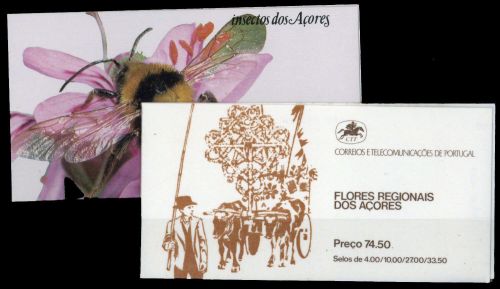 insectos dos Açores
CTT
CORREIOS E TELECOMUNICAÇÕES DE PORTUGAL
FLORES REGIONAIS
DOS AÇORES
Preço 74.50.
Selos de 4.00/10.00/27.00/33.50